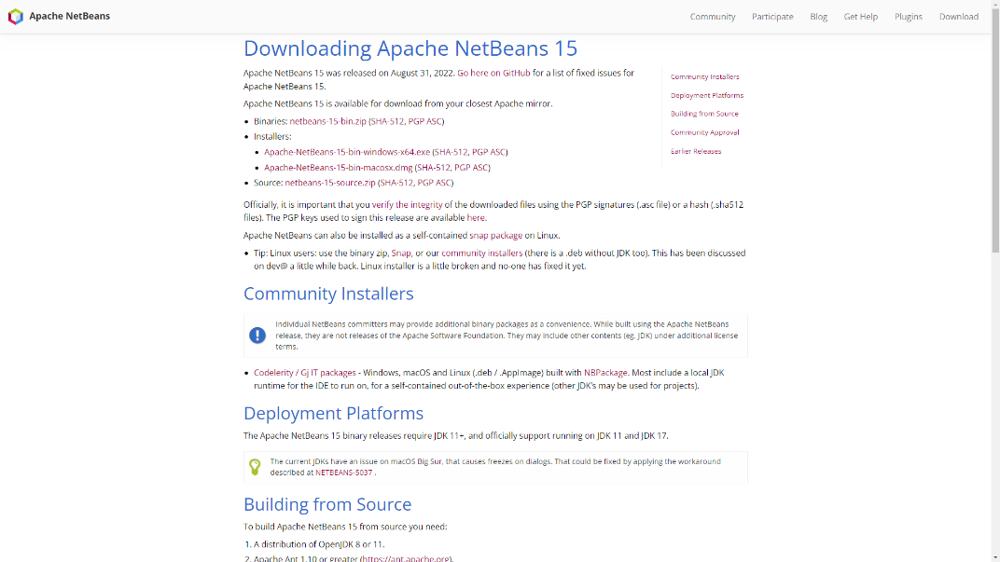 Apache NetBeans
Community
Participate
Blog
Get Help
Plugins
Download
Downloading Apache NetBeans 15
Apache NetBeans 15 was released on August 31, 2022. Go here on GitHub for a list of fixed issues for
Apache NetBeans 15.
Apache NetBeans 15 is available for download from your closest Apache mirror.
• Binaries: netbeans-15-bin.zip (SHA-512, PGP ASC)
• Installers:
• Apache-NetBeans-15-bin-windows-x64.exe (SHA-512, PGP ASC)
• Apache-NetBeans-15-bin-macosx.dmg (SHA-512, PGP ASC)
• Source: netbeans-15-source.zip (SHA-512, PGP ASC)
Community Installers
Deployment Platforms
Building from Source
Community Approval
Earlier Releases
Officially, it is important that you verify the integrity of the downloaded files using the PGP signatures (.asc file) or a hash (.sha512
files). The PGP keys used to sign this release are available here.
Apache NetBeans can also be installed as a self-contained snap package on Linux.
• Tip: Linux users: use the binary zip, Snap, or our community installers (there is a .deb without JDK too). This has been discussed
on dev@ a little while back. Linux installer is a little broken and no-one has fixed it yet.
Community Installers
Individual NetBeans committers may provide additional binary packages as a convenience. While built using the Apache NetBeans
release, they are not releases of the Apache Software Foundation. They may include other contents (eg. JDK) under additional license
terms.
• Codelerity / Gj IT packages - Windows, macOS and Linux (.deb / .AppImage) built with NBPackage. Most include a local JDK
runtime for the IDE to run on, for a self-contained out-of-the-box experience (other JDK's may be used for projects).
Deployment Platforms
The Apache NetBeans 15 binary releases require JDK 11+, and officially support running on JDK 11 and JDK 17.
The current JDKs have an issue on macOS Big Sur, that causes freezes on dialogs. That could be fixed by applying the workaround
described at NETBEANS-5037 .
Building from Source
To build Apache NetBeans 15 from source you need:
1. A distribution of OpenJDK 8 or 11.
2. Apache Ant 1.10 or greater (https://ant.apache.org).